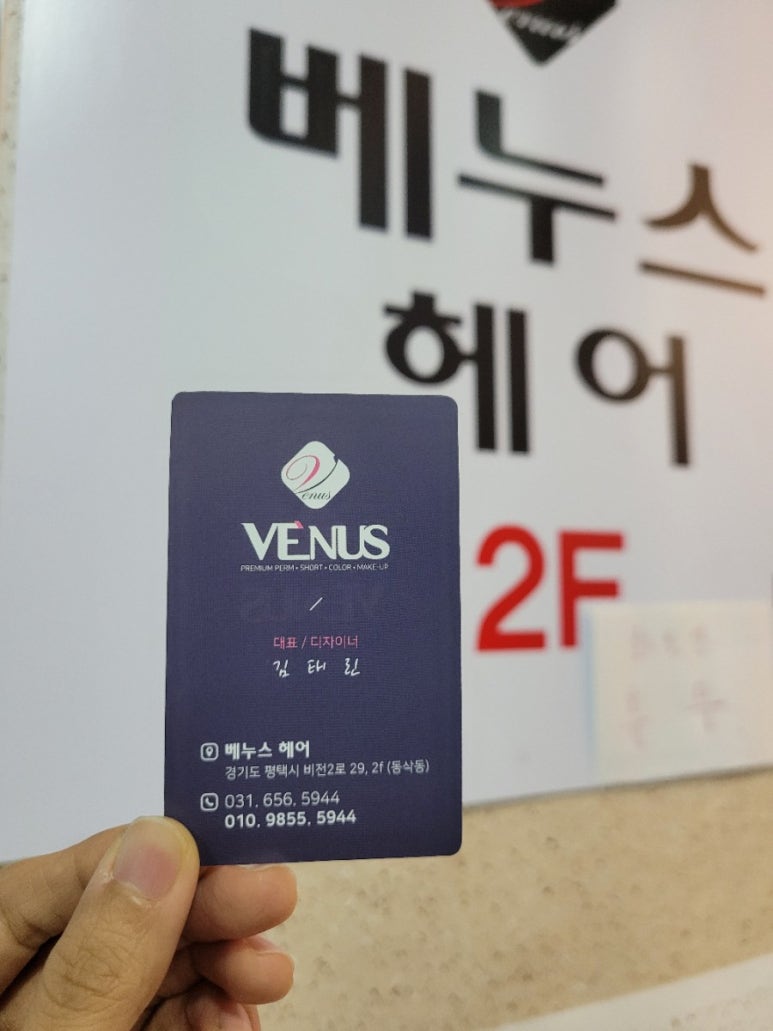 베누스
헤어
2F
Venus
VENUS
PREMIUM PERM • SHORT • COLOR • MAKE-UP
/
대표 / 디자이너
김 태 린
베누스 헤어
경기도 평택시 비전2로 29, 2f (동삭동)
031. 656. 5944
010. 9855. 5944